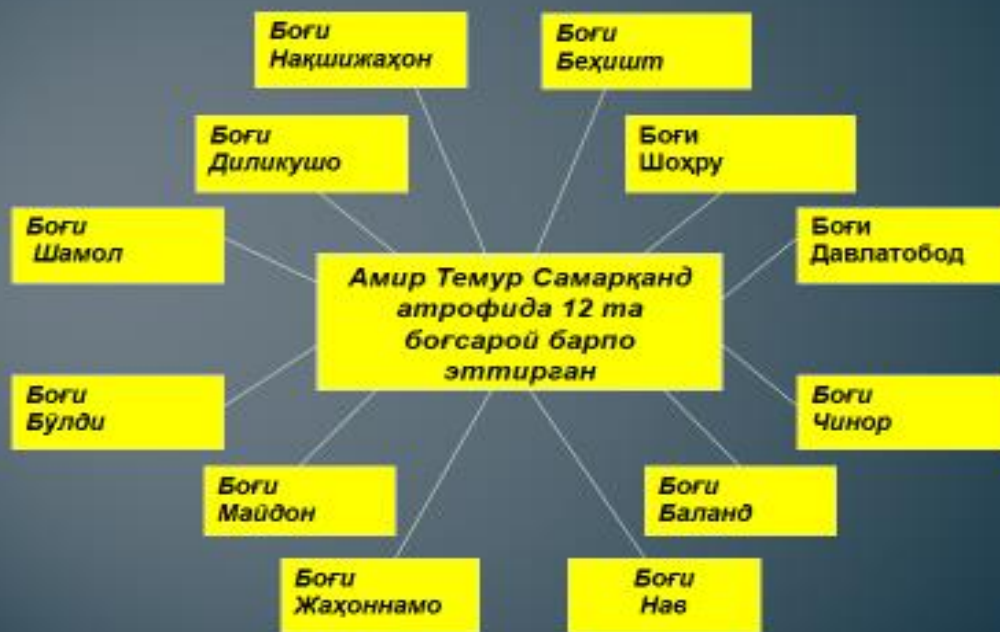 Боғи
Нақшижаҳон
Боғи
Беҳишт
Боғи
Диликушо
Боғи
Шоҳру
Боғи
Шамол
Боғи
Давлатобод
Амир Темур Самарқанд
атрофида 12 та
боғсарой барпо
эттирган
Боғи
Бўлди
Боги
Чинор
Боғи
Майдон
Боғи
Баланд
Боғи
Жаҳоннамо
Боғи
Нав